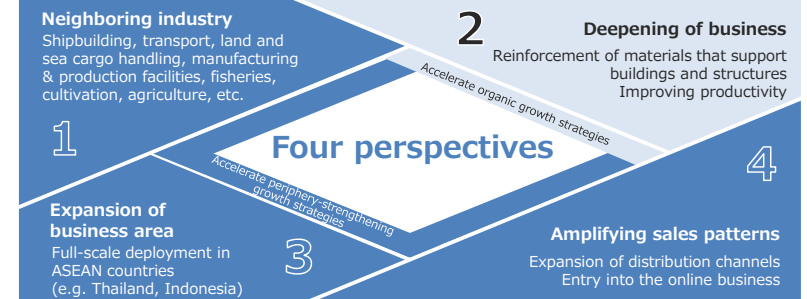 Neighboring industry
Shipbuilding, transport, land and
sea cargo handling, manufacturing
& production facilities, fisheries,
cultivation, agriculture, etc.
1
2
Deepening of business
Reinforcement of materials that support
buildings and structures
Improving productivity
Accelerate organic growth strategies
Four perspectives
Accelerate periphery-strengthening
growth strategies
Expansion of
business area
Full-scale deployment in
ASEAN countries
(e.g. Thailand, Indonesia)
3
4
Amplifying sales patterns
Expansion of distribution channels
Entry into the online business